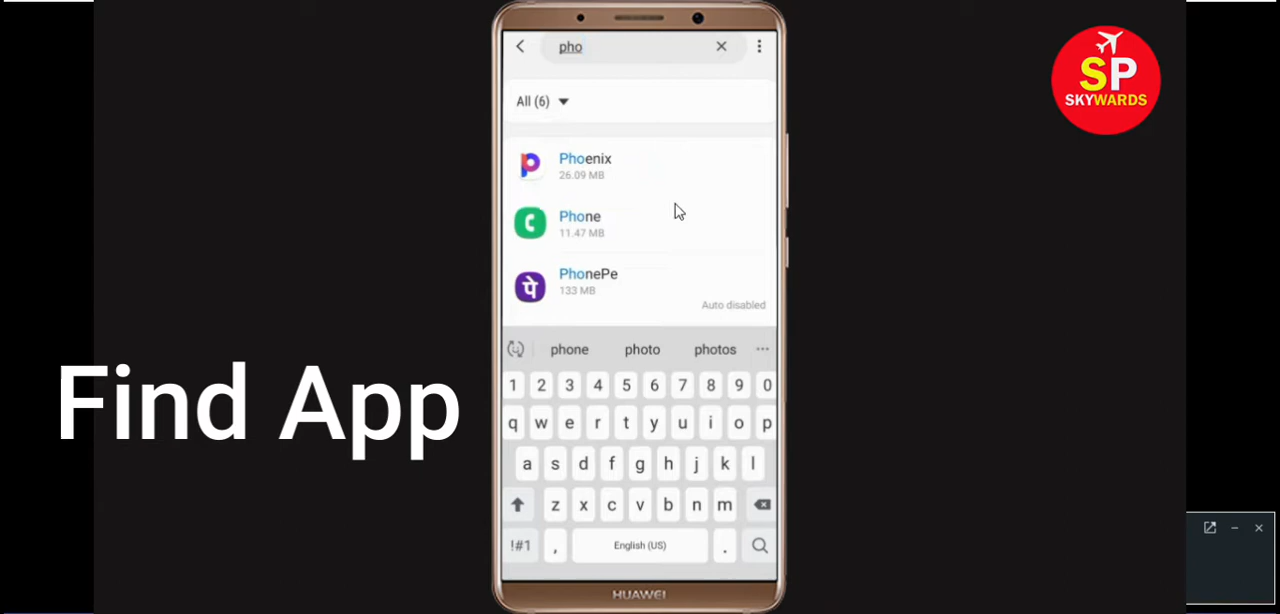 pho
SP
SKYWARDS
All (6)
Phoenix
26.09 MB
Phone
11.47 MB
पे
PhonePe
133 MB
Auto disabled
Find App
phone photo photos ...
1 2 3 4 5 6 7 8 9 0
q w e r t y u i o p
a s d f g h j k l
z x c v b n m
!#1 , English (US) .
HUAWEI